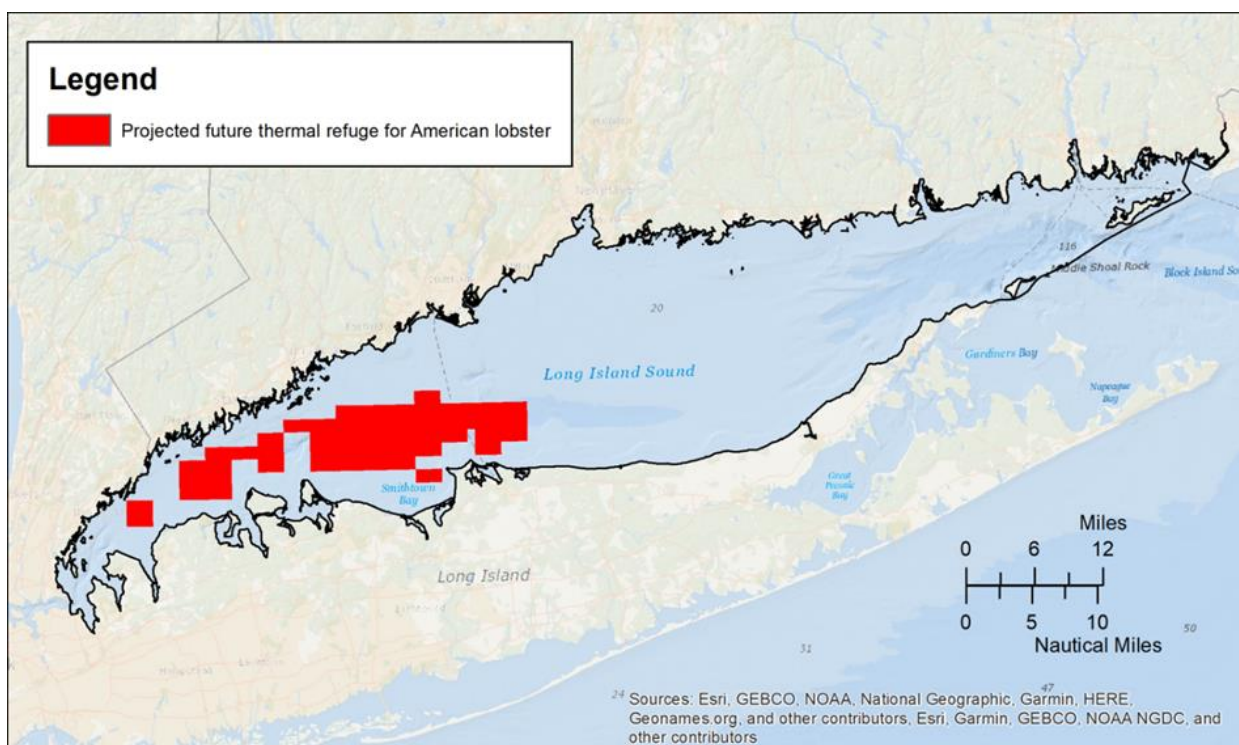 Legend
Projected future thermal refuge for American lobster
116
Middle Shoal Rock
Block Island So
20
Long Island Sound
Gardiners Bay
Napeague
Bay
Great
Peconic
Bay
Smithtown
Bay
Long Island
Miles
0 6 12
0 5 10
Nautical Miles
50
31
47
24
Sources: Esri, GEBCO, NOAA, National Geographic, Garmin, HERE,
Geonames.org, and other contributors, Esri, Garmin, GEBCO, NOAA NGDC, and
other contributors